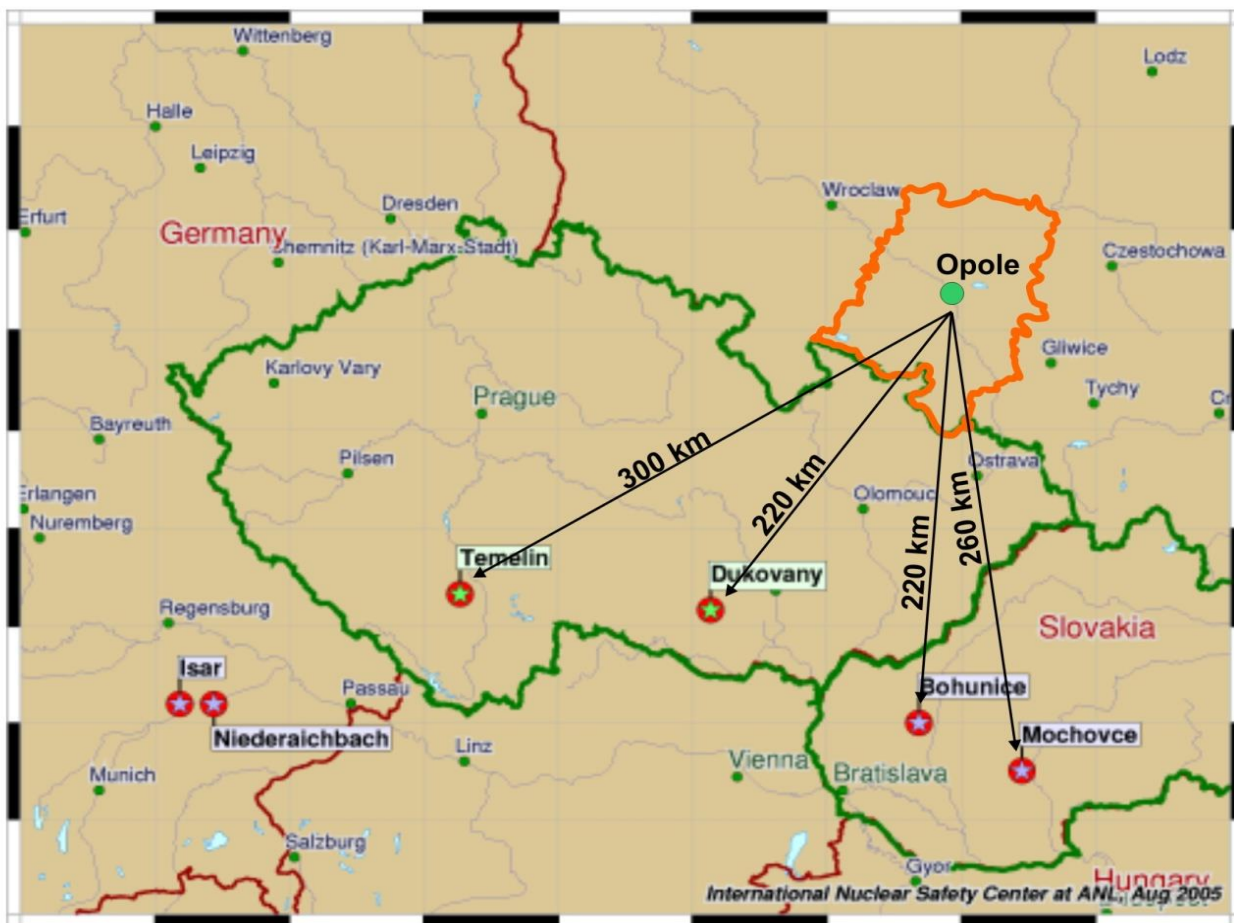 Wittenberg
Lodz
Halle
Leipzig
Wroclaw
Dresden
Erfurt
Germany
Chemnitz (Karl-Marx-Stadt)
Czestochowa
Opole
Gliwice
Karlovy Vary
Tychy
Prague
Bayreuth
300 km
Pilsen
Ostrava
220 km
Olomouc
260 km
Erlangen
Nuremberg
220 km
Temelin
Dukovany
Regensburg
Slovakia
Isar
Passau
Bohunice
Niederaichbach
Mochovce
Linz
Vienna
Munich
Bratislava
Salzburg
Gyor
Hungary
International Nuclear Safety Center at ANL, Aug 2005